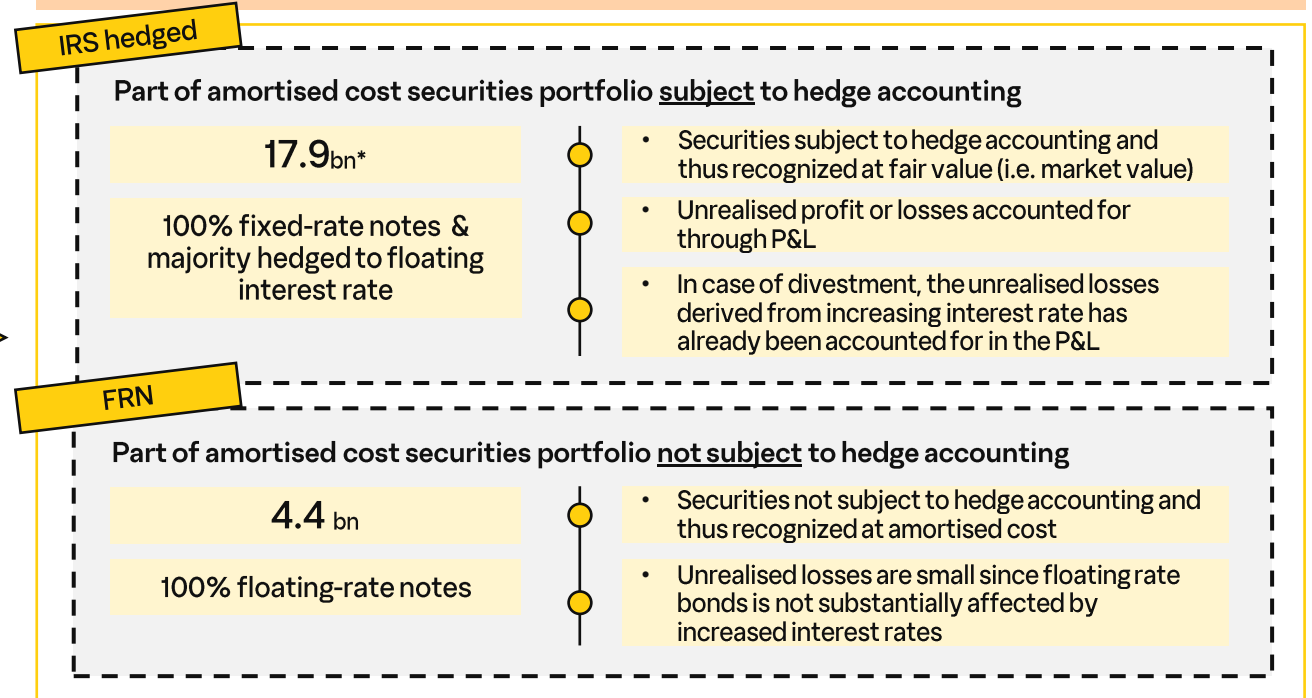 IRS hedged
Part of amortised cost securities portfolio subject to hedge accounting
17.9bn*
100% fixed-rate notes & 
majority hedged to floating
interest rate
• Securities subject to hedge accounting and
thus recognized at fair value (i.e. market value)
• Unrealised profit or losses accounted for
through P&L
• In case of divestment, the unrealised losses
derived from increasing interest rate has
already been accounted for in the P&L
FRN
Part of amortised cost securities portfolio not subject to hedge accounting
4.4 bn
100% floating-rate notes
• Securities not subject to hedge accounting and
thus recognized at amortised cost
• Unrealised losses are small since floating rate
bonds is not substantially affected by
increased interest rates